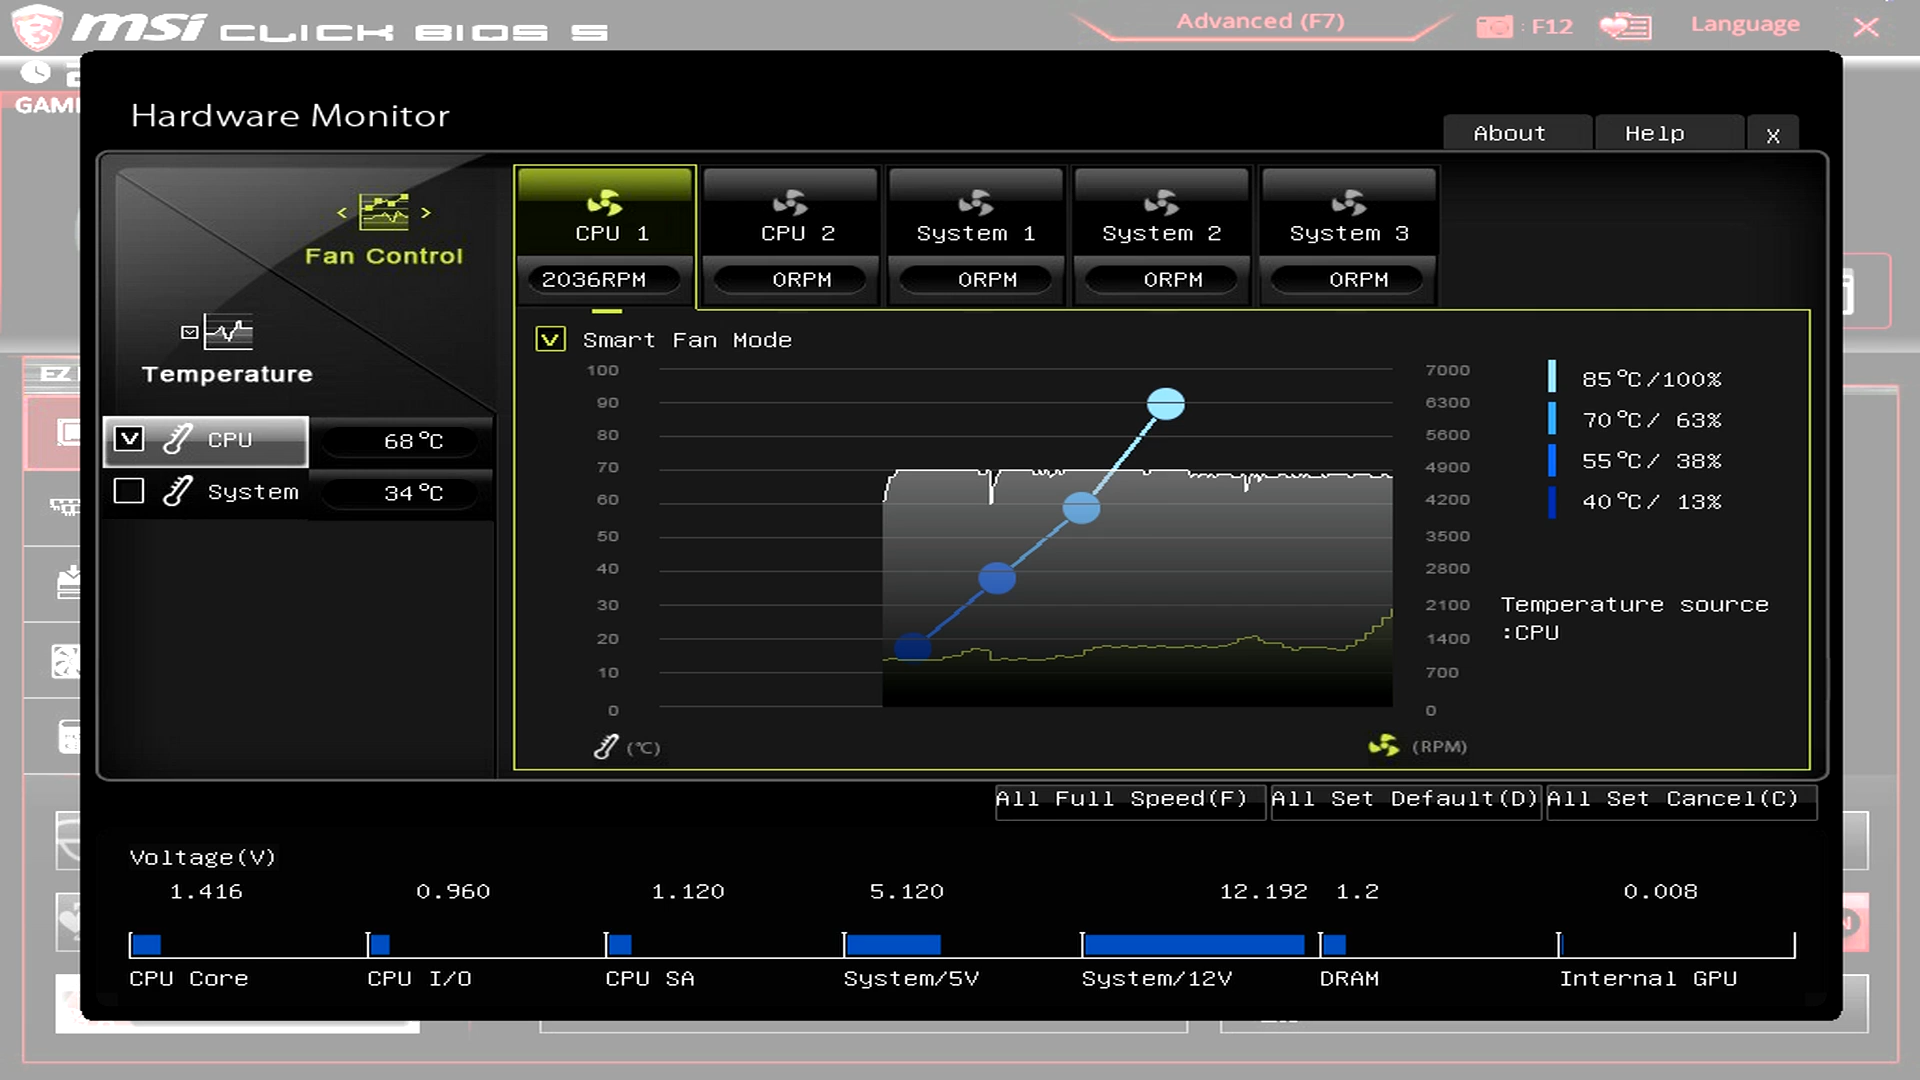 msi CLICK BIOS 5
Advanced (F7)
: F12
Language
X
GAMI
Hardware Monitor
About
Help
x
Fan Control
Temperature
CPU 68°C
System 34°C
CPU 1
CPU 2
System 1
System 2
System 3
2036RPM
0RPM
0RPM
0RPM
0RPM
Smart Fan Mode
100
90
80
70
60
50
40
30
20
10
0
(°C)
7000
6300
5600
4900
4200
3500
2800
2100
1400
700
0
(RPM)
85°C/100%
70°C/ 63%
55°C/ 38%
40°C/ 13%
Temperature source
:CPU
EZ
All Full Speed(F)
All Set Default(D)
All Set Cancel(C)
Voltage(V)
1.416
0.960
1.120
5.120
12.192
1.2
0.008
CPU Core
CPU I/O
CPU SA
System/5V
System/12V
DRAM
Internal GPU